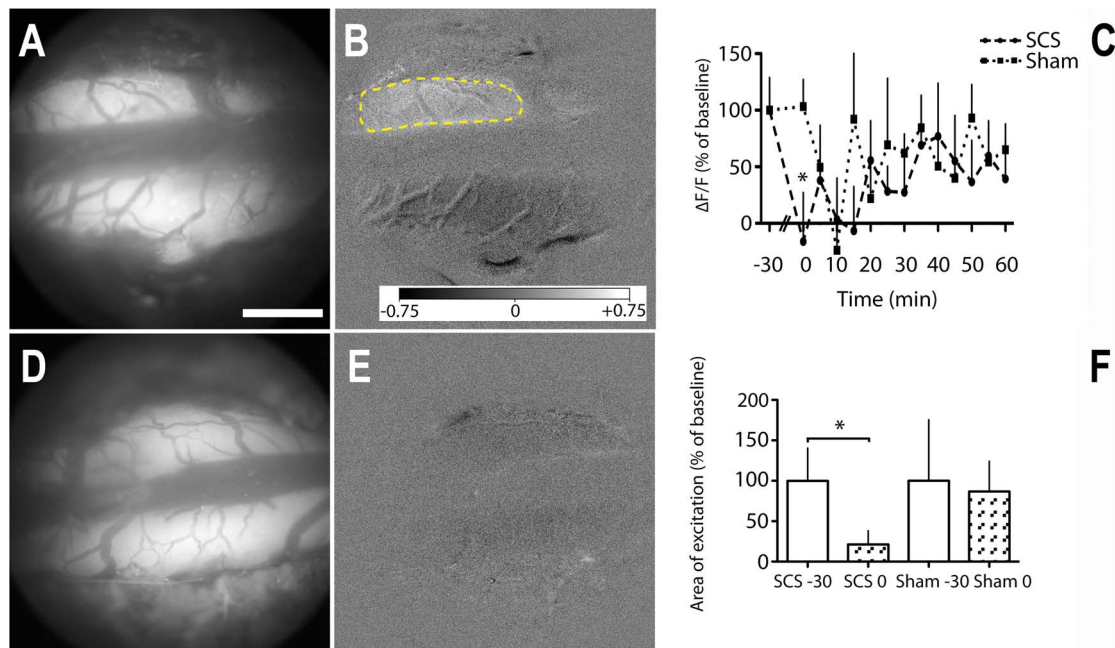 A
B
-0.75 0 +0.75
C
SCS
Sham
ΔF/F (% of baseline)
150
100
50
0
*
-30 0 10 20 30 40 50 60
Time (min)
D
E
F
Area of excitation (% of baseline)
200
150
100
50
0
*
SCS -30 SCS 0 Sham -30 Sham 0